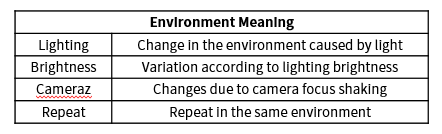 Environment Meaning
Lighting Change in the environment caused by light
Brightness Variation according to lighting brightness
Cameraz Changes due to camera focus shaking
Repeat Repeat in the same environment